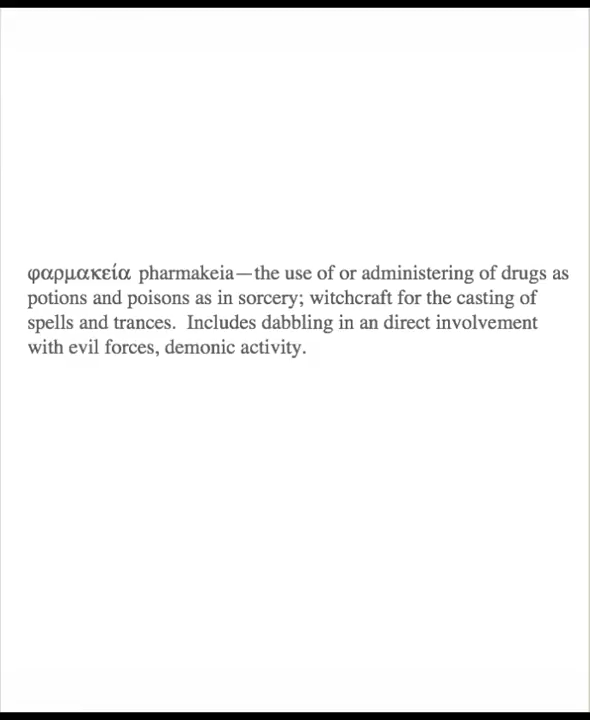 φαρμακεία pharmakeia—the use of or administering of drugs as
potions and poisons as in sorcery; witchcraft for the casting of
spells and trances.  Includes dabbling in an direct involvement
with evil forces, demonic activity.